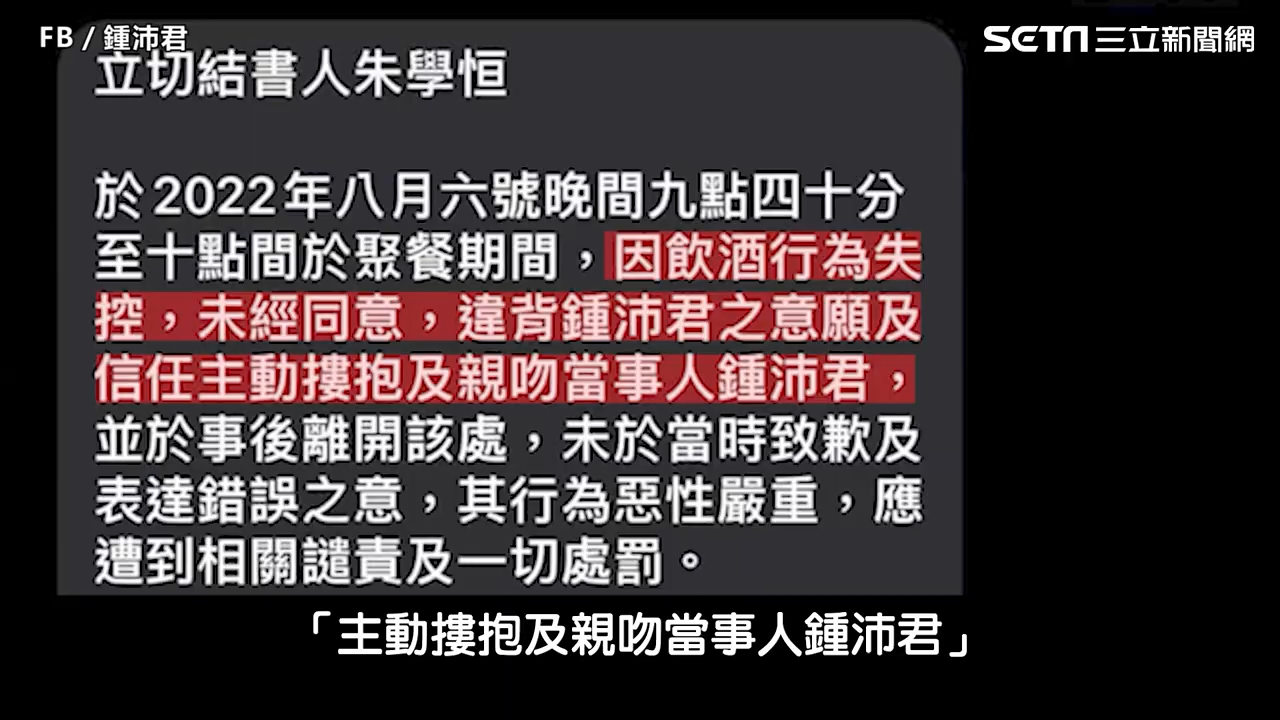 FB / 鍾沛君
SETN三立新聞網
立切結書人朱學恒
於2022年八月六號晚間九點四十分
至十點間於聚餐期間，因飲酒行為失
控，未經同意，違背鍾沛君之意願及
信任主動摟抱及親吻當事人鍾沛君，
並於事後離開該處，未於當時致歉及
表達錯誤之意，其行為惡性嚴重，應
遭到相關譴責及一切處罰。
「主動摟抱及親吻當事人鍾沛君」